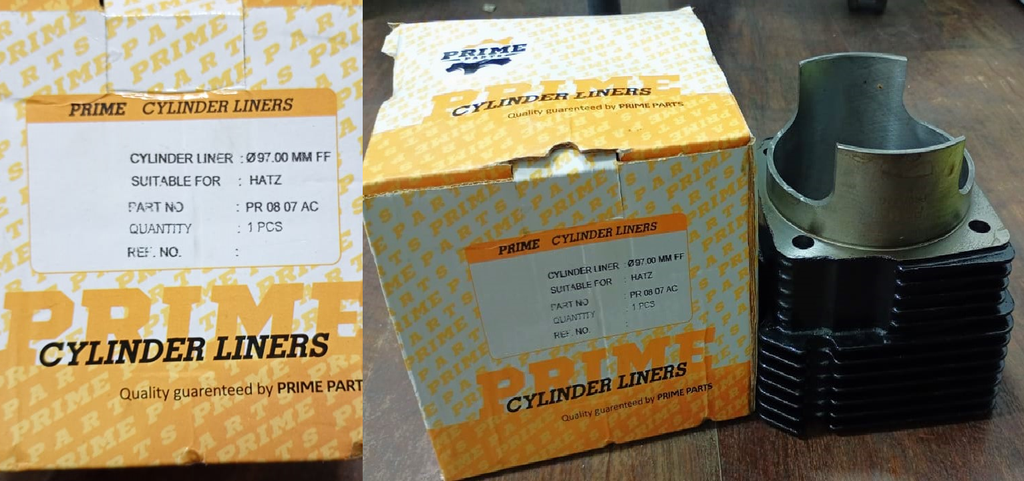 PRIME CYLINDER LINERS
CYLINDER LINER : Ø97.00 MM FF
SUITABLE FOR : HATZ
PART NO : PR 08 07 AC
QUANTITY : 1 PCS
REF. NO. :
PRIME
CYLINDER LINERS
Quality guarenteed by PRIME PART
PRIME
PARTS
PRIME
CYLINDER LINERS
Quality guarenteed by PRIME PARTS
PRIME CYLINDER LINERS
CYLINDER LINER : Ø97.00 MM FF
SUITABLE FOR : HATZ
PART NO : PR 08 07 AC
QUANTITY : 1 PCS
REF. NO. :
PRIME
CYLINDER LINERS
Quality guarenteed by PRIME PARTS